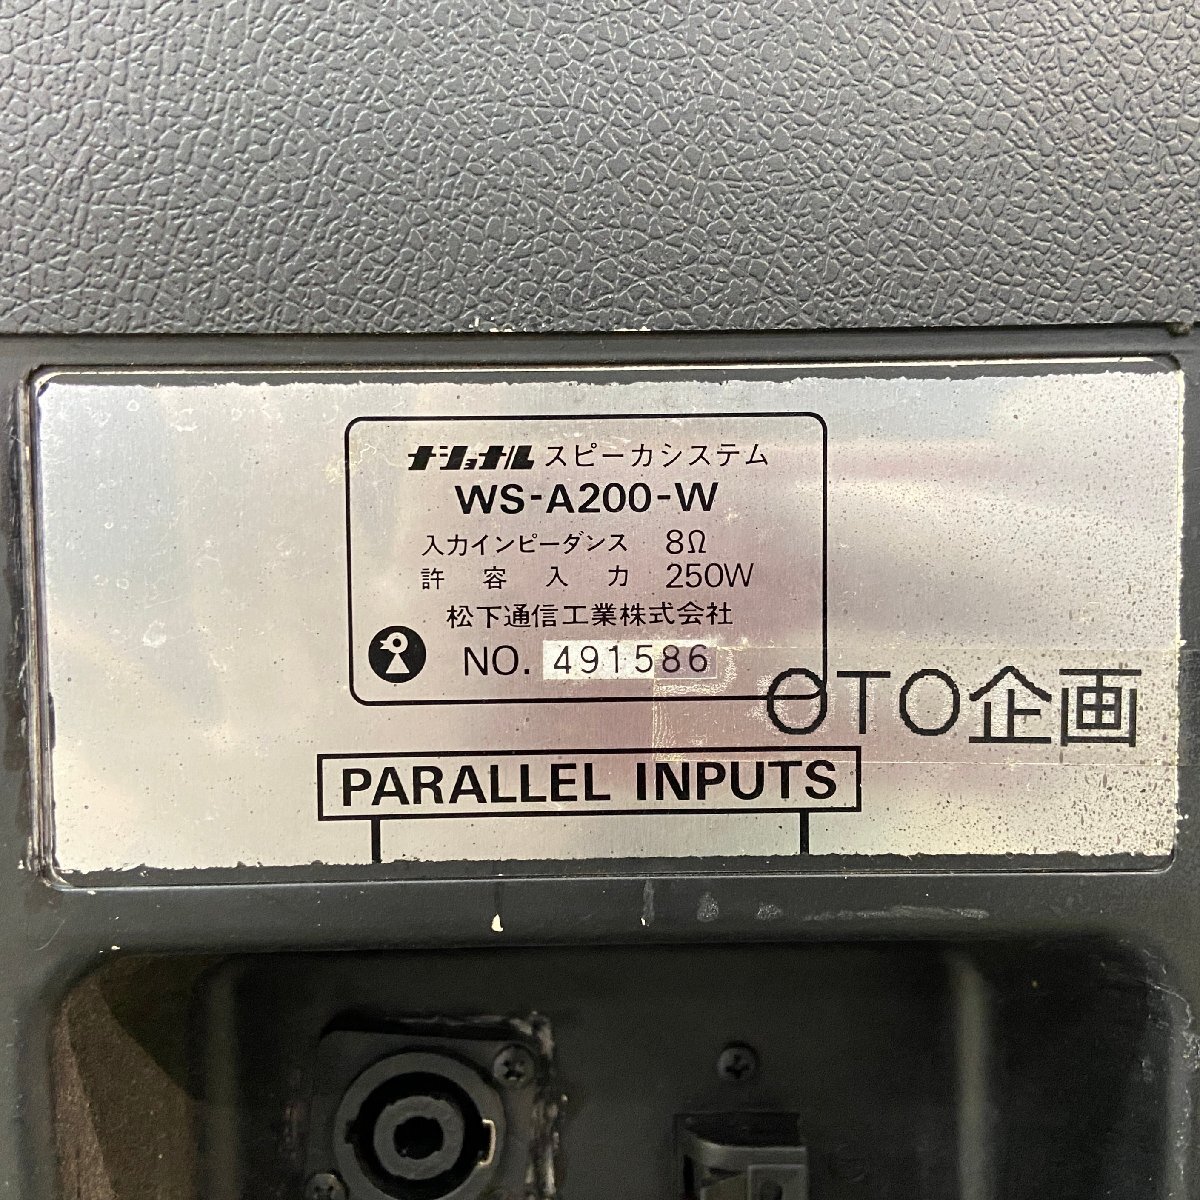 ナショナル スピーカシステム
WS-A200-W
入力インピーダンス 8Ω
許容入力 250W
松下通信工業株式会社
NO. 491586
OTO企画
PARALLEL INPUTS